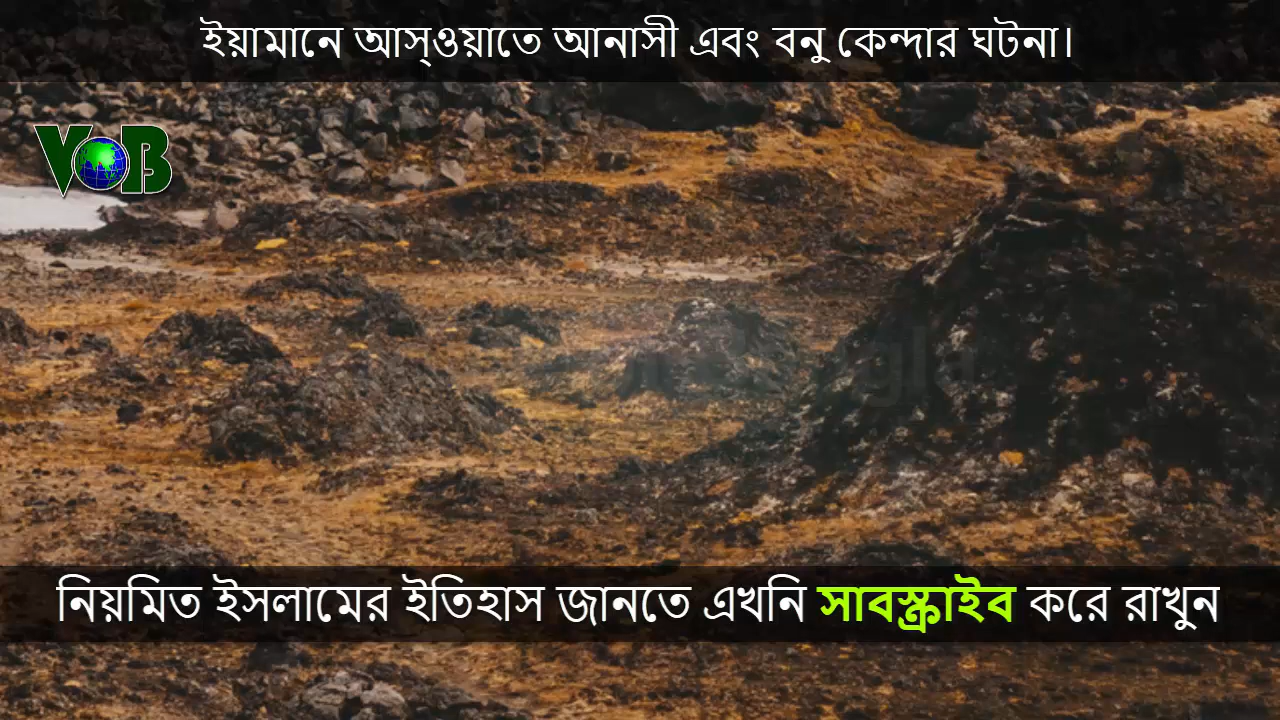 ইয়ামানে আস্‌ওয়াতে আনাসী এবং বনু কেন্দার ঘটনা।
VOB
নিয়মিত ইসলামের ইতিহাস জানতে এখনি সাবস্ক্রাইব করে রাখুন